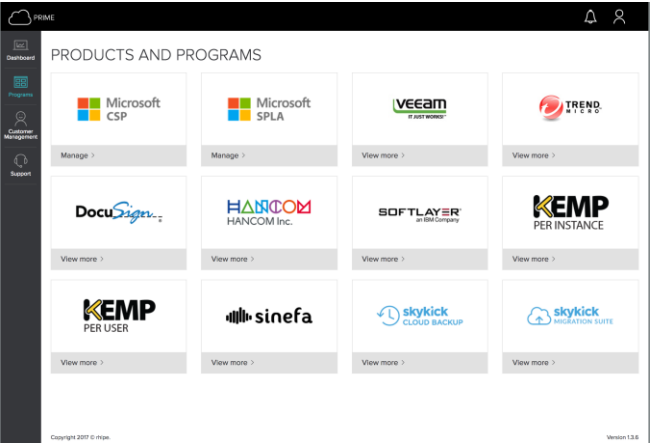 PRIME
Dashboard
Programs
Customer
Management
Support
PRODUCTS AND PROGRAMS
Microsoft
CSP
Manage >
Microsoft
SPLA
Manage >
veeam
IT JUST WORKS!™
View more >
TREND
MICRO
View more >
DocuSign
View more >
HANCOM
HANCOM Inc.
View more >
SOFTLAYER
an IBM Company
View more >
KEMP
PER INSTANCE
View more >
KEMP
PER USER
View more >
sinefa
View more >
skykick
CLOUD BACKUP
View more >
skykick
MIGRATION SUITE
View more >
Copyright 2017 © rhipe.
Version 1.3.6